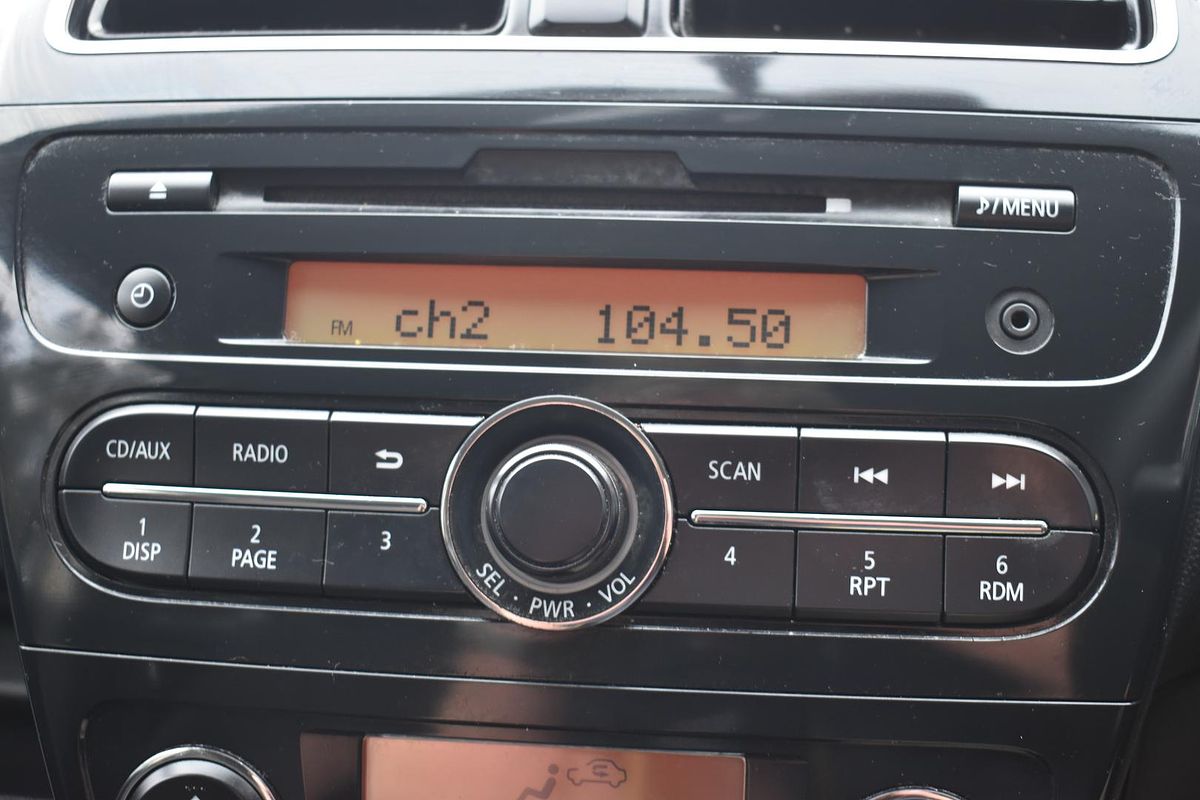 ♪/MENU
FM ch2 104.50
CD/AUX RADIO SCAN
1 2 3 4 5 6
DISP PAGE RPT RDM
SEL · PWR · VOL